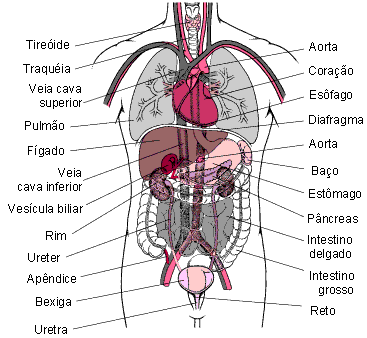 Tireóide
Traquéia
Veia cava
superior
Pulmão
Fígado
Veia
cava inferior
Vesícula biliar
Rim
Ureter
Apêndice
Bexiga
Uretra
Aorta
Coração
Esôfago
Diafragma
Aorta
Baço
Estômago
Pâncreas
Intestino
delgado
Intestino
grosso
Reto